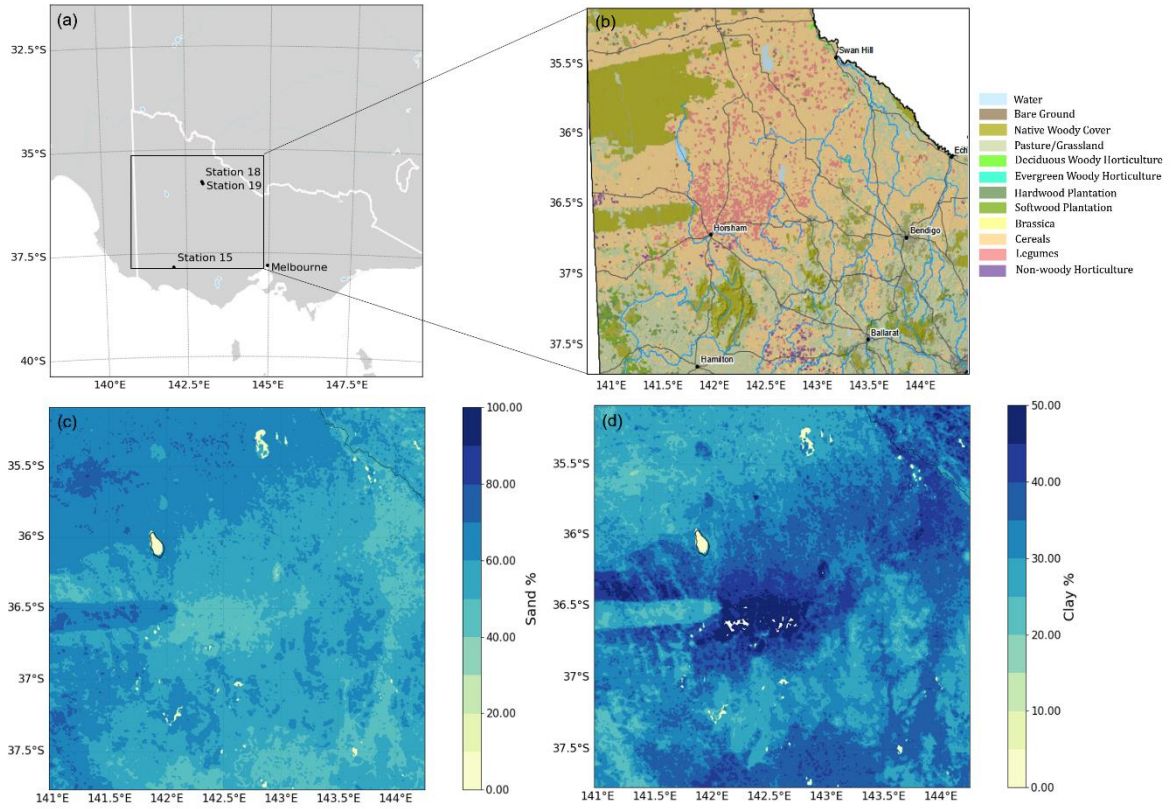 (a)
32.5°S
35°S
37.5°S
40°S
140°E
142.5°E
145°E
147.5°E
Station 18
Station 19
Station 15
Melbourne
(b)
35.5°S
36°S
36.5°S
37°S
37.5°S
141°E
141.5°E
142°E
142.5°E
143°E
143.5°E
144°E
Swan Hill
Ech
Horsham
Bendigo
Ballarat
Hamilton
Water
Bare Ground
Native Woody Cover
Pasture/Grassland
Deciduous Woody Horticulture
Evergreen Woody Horticulture
Hardwood Plantation
Softwood Plantation
Brassica
Cereals
Legumes
Non-woody Horticulture
(c)
35.5°S
36°S
36.5°S
37°S
37.5°S
141°E
141.5°E
142°E
142.5°E
143°E
143.5°E
144°E
100.00
80.00
60.00
40.00
20.00
0.00
Sand %
(d)
35.5°S
36°S
36.5°S
37°S
37.5°S
141°E
141.5°E
142°E
142.5°E
143°E
143.5°E
144°E
50.00
40.00
30.00
20.00
10.00
0.00
Clay %